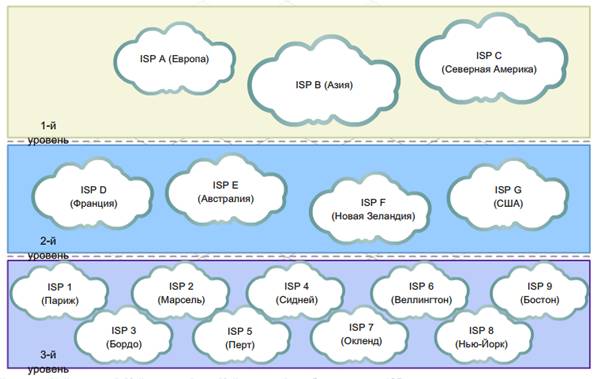 ISP A (Европа)
ISP B (Азия)
ISP C
(Северная Америка)
1-й
уровень
ISP D
(Франция)
ISP E
(Австралия)
ISP F
(Новая Зеландия)
ISP G
(США)
2-й
уровень
ISP 1
(Париж)
ISP 2
(Марсель)
ISP 4
(Сидней)
ISP 6
(Веллингтон)
ISP 9
(Бостон)
ISP 3
(Бордо)
ISP 5
(Перт)
ISP 7
(Окленд)
ISP 8
(Нью-Йорк)
3-й
уровень